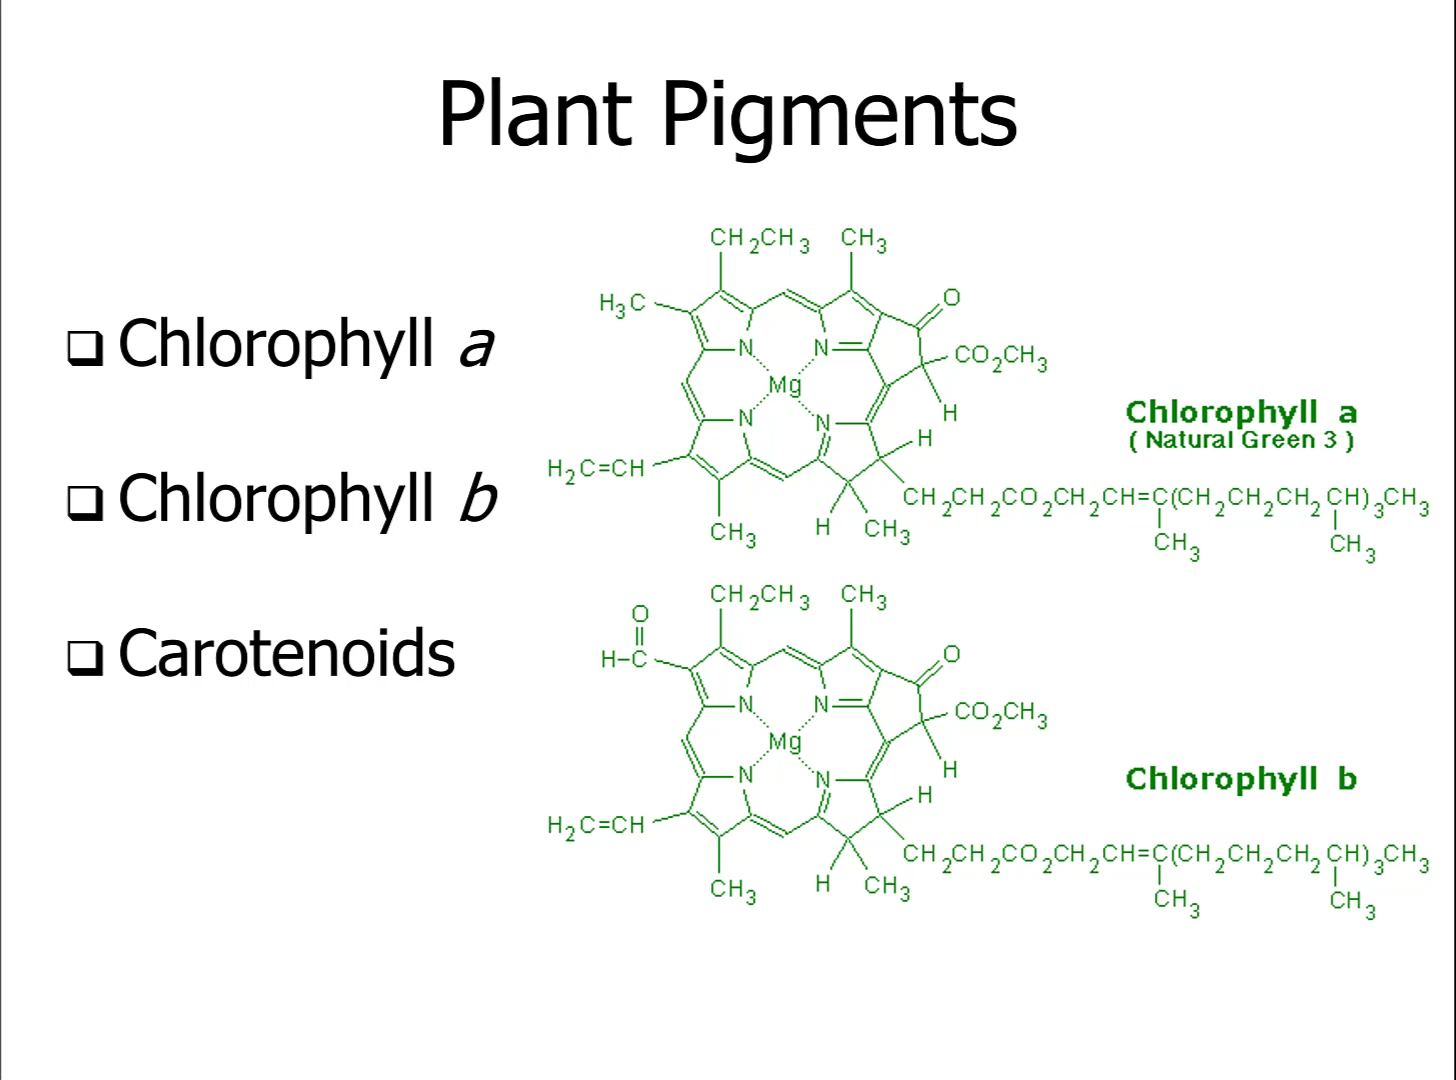 Plant Pigments
❑ Chlorophyll a
❑ Chlorophyll b
❑ Carotenoids
CH2CH3 CH3
H3C O
N N CO2CH3
Mg
N N H
H
H2C=CH
CH2CH2CO2CH2CH=C(CH2CH2CH2CH)3CH3
CH3 H CH3 CH3 CH3
Chlorophyll a
( Natural Green 3 )
CH2CH3 CH3
O
H–C O
N N CO2CH3
Mg
N N H
H
H2C=CH
CH2CH2CO2CH2CH=C(CH2CH2CH2CH)3CH3
CH3 H CH3 CH3 CH3
Chlorophyll b